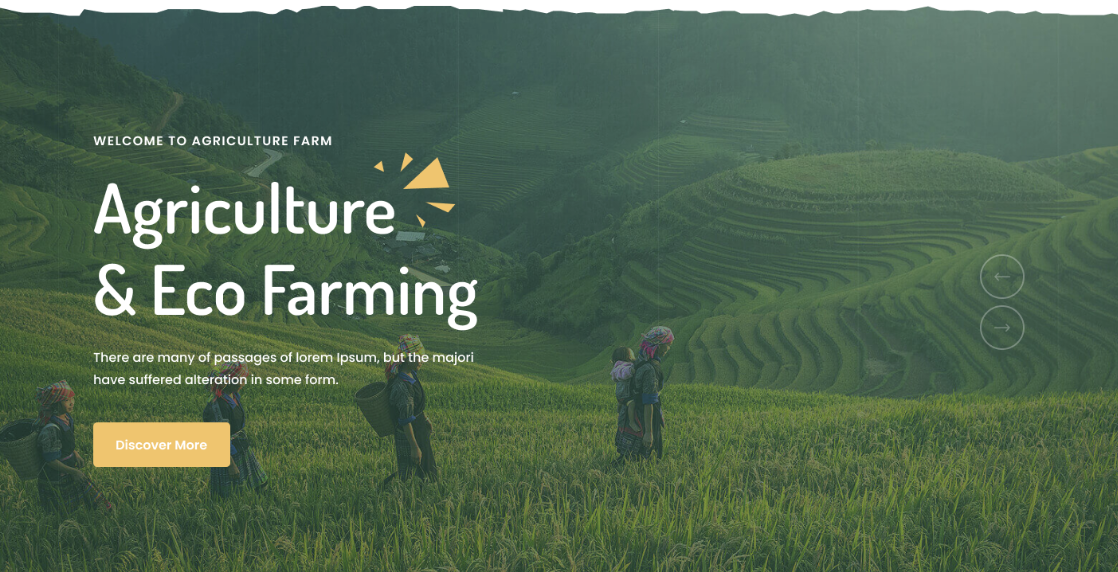 WELCOME TO AGRICULTURE FARM
Agriculture
& Eco Farming
There are many of passages of lorem Ipsum, but the majori
have suffered alteration in some form.
Discover More